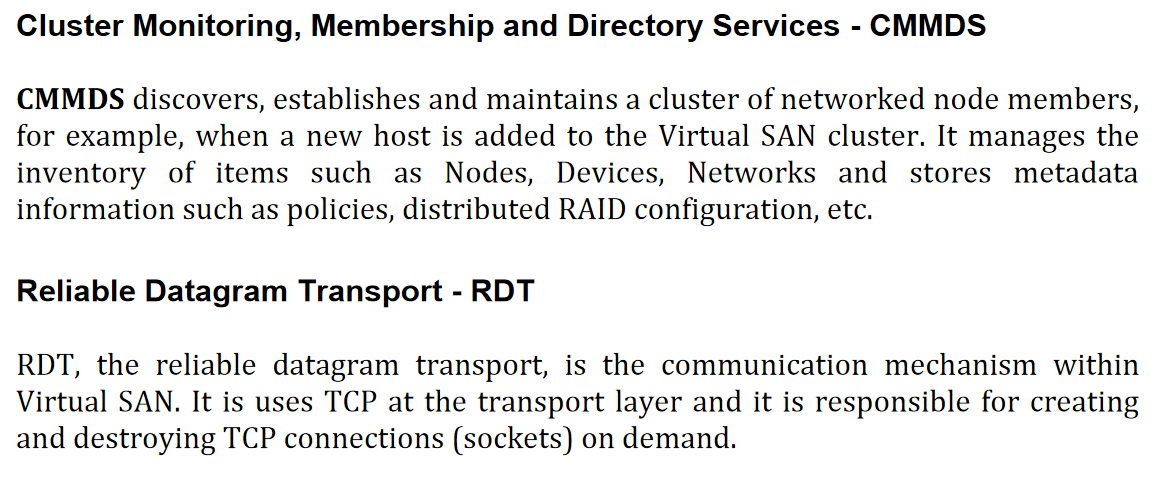 Cluster Monitoring, Membership and Directory Services - CMMDS
CMMDS discovers, establishes and maintains a cluster of networked node members,
for example, when a new host is added to the Virtual SAN cluster. It manages the
inventory of items such as Nodes, Devices, Networks and stores metadata
information such as policies, distributed RAID configuration, etc.
Reliable Datagram Transport - RDT
RDT, the reliable datagram transport, is the communication mechanism within
Virtual SAN. It is uses TCP at the transport layer and it is responsible for creating
and destroying TCP connections (sockets) on demand.